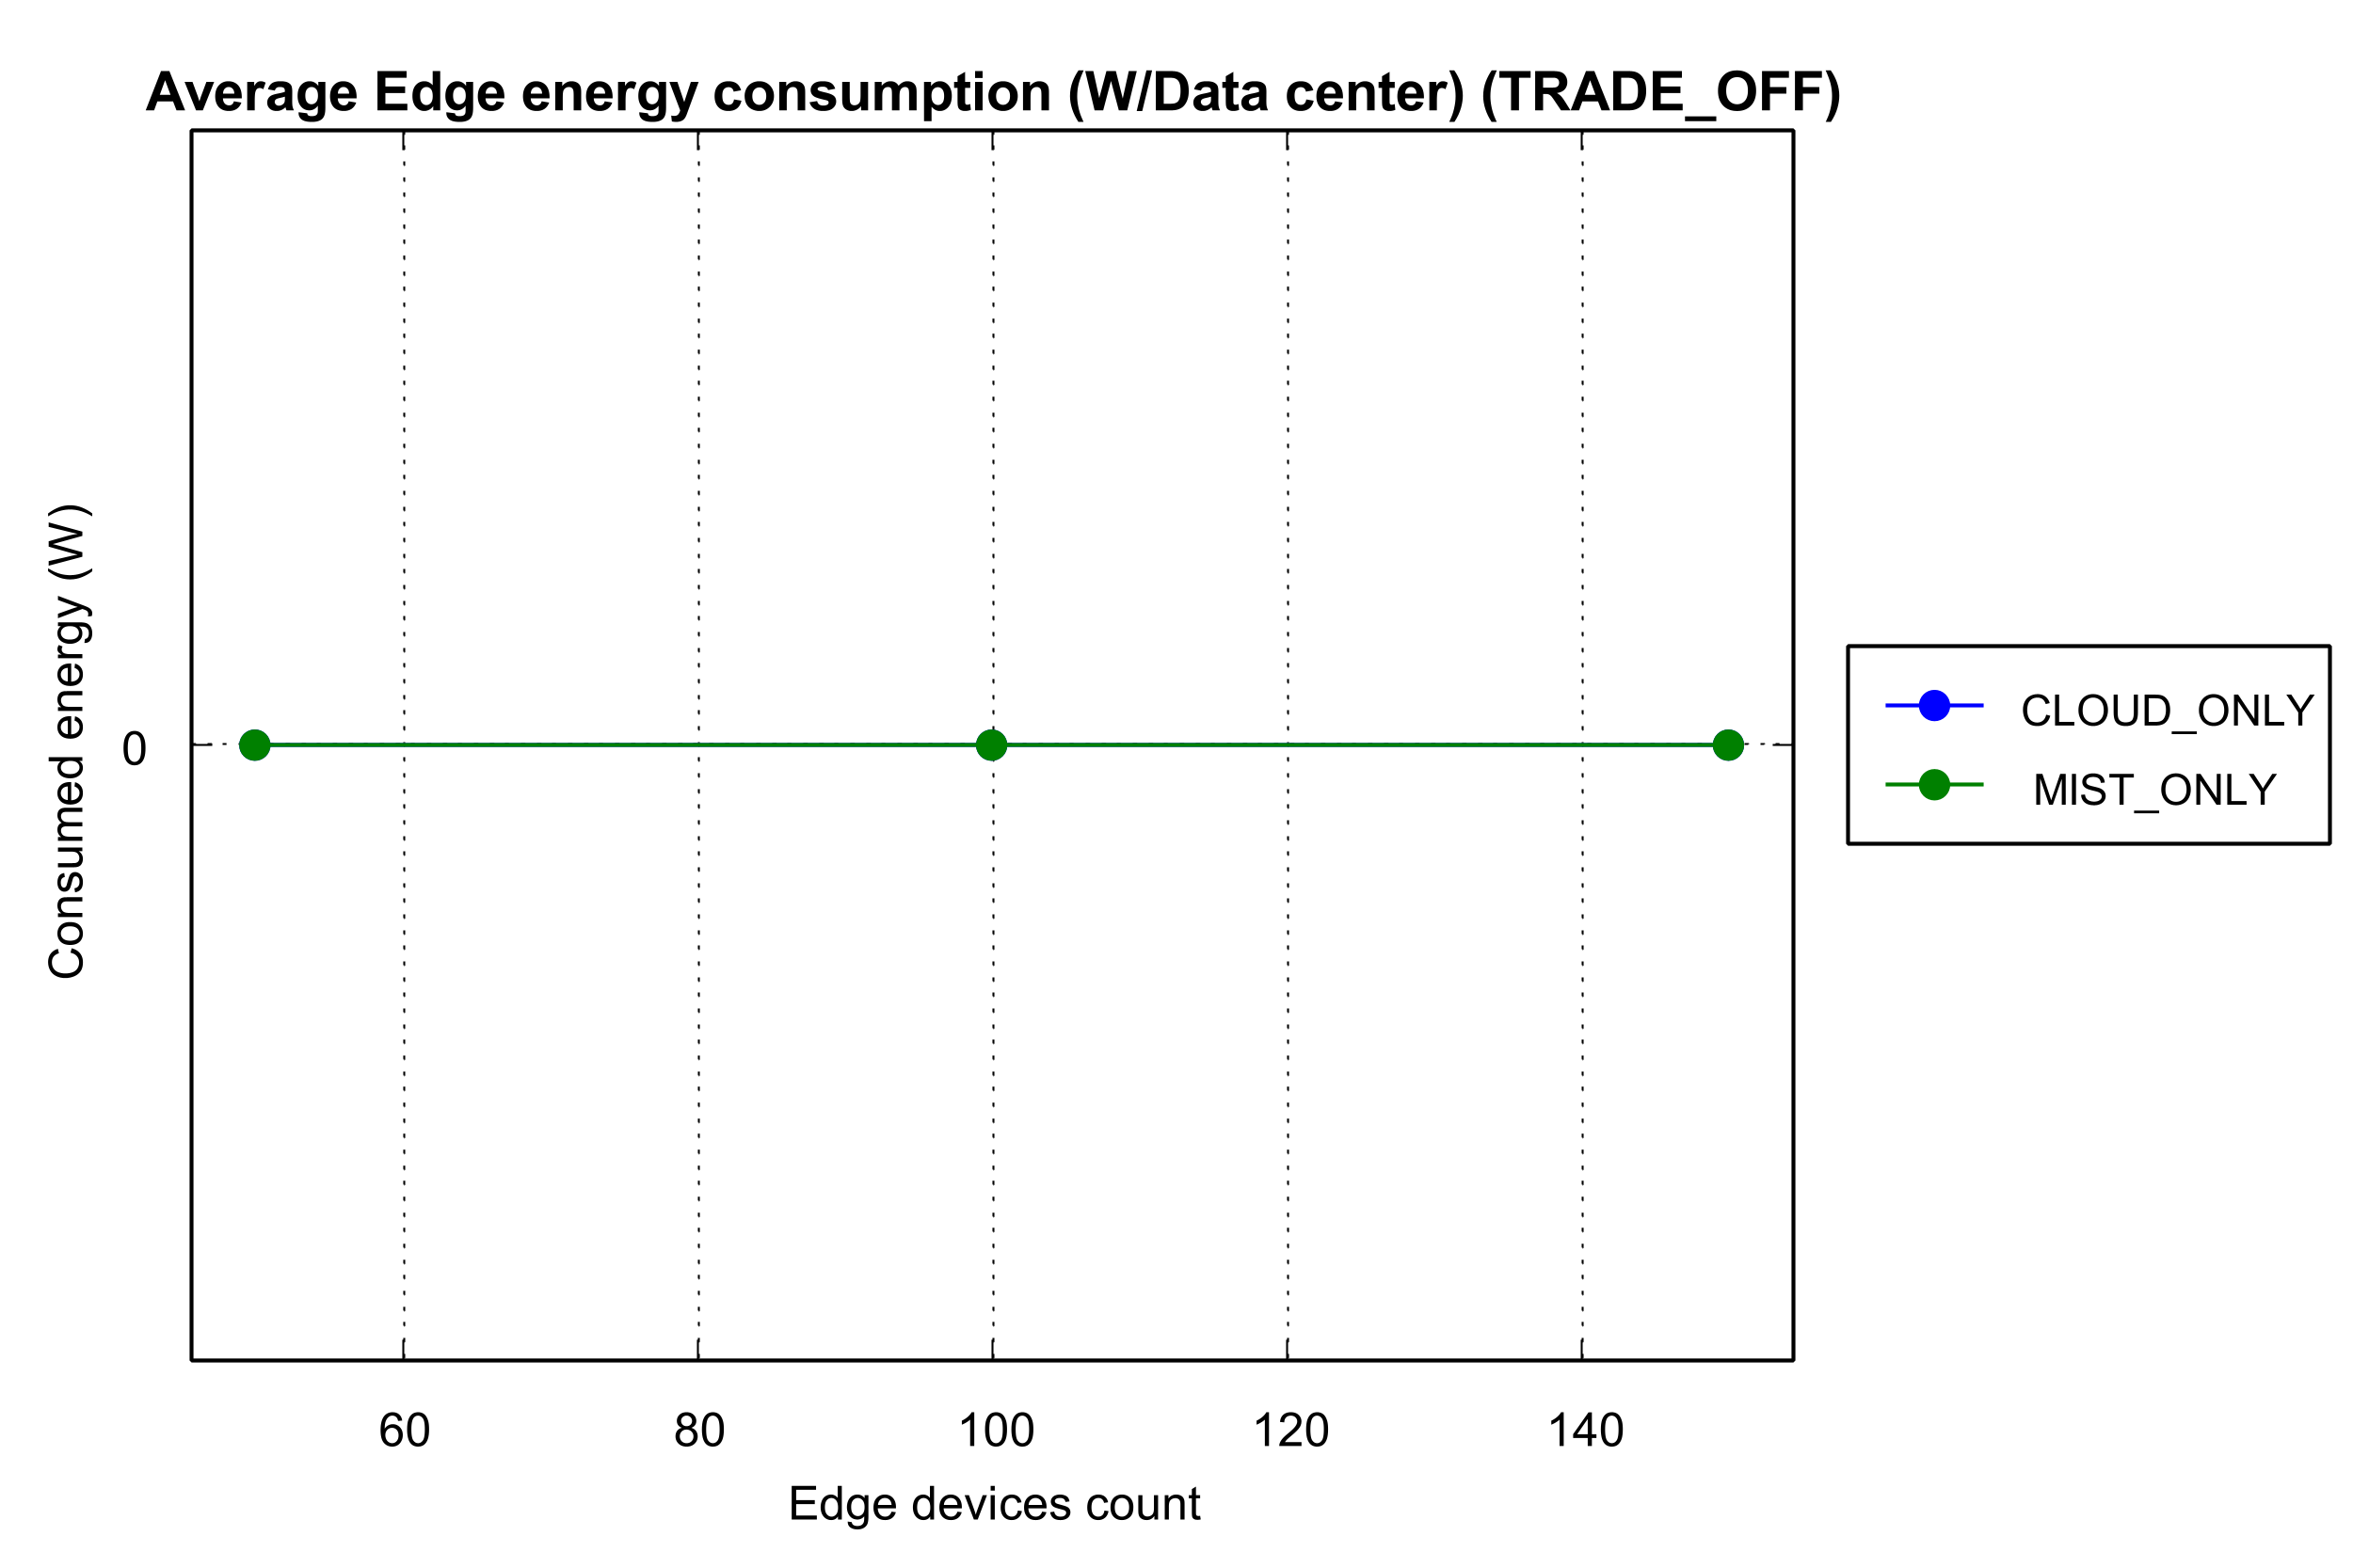 Average Edge energy consumption (W/Data center) (TRADE_OFF)
Consumed energy (W)
0
CLOUD_ONLY
MIST_ONLY
60 80 100 120 140
Edge devices count